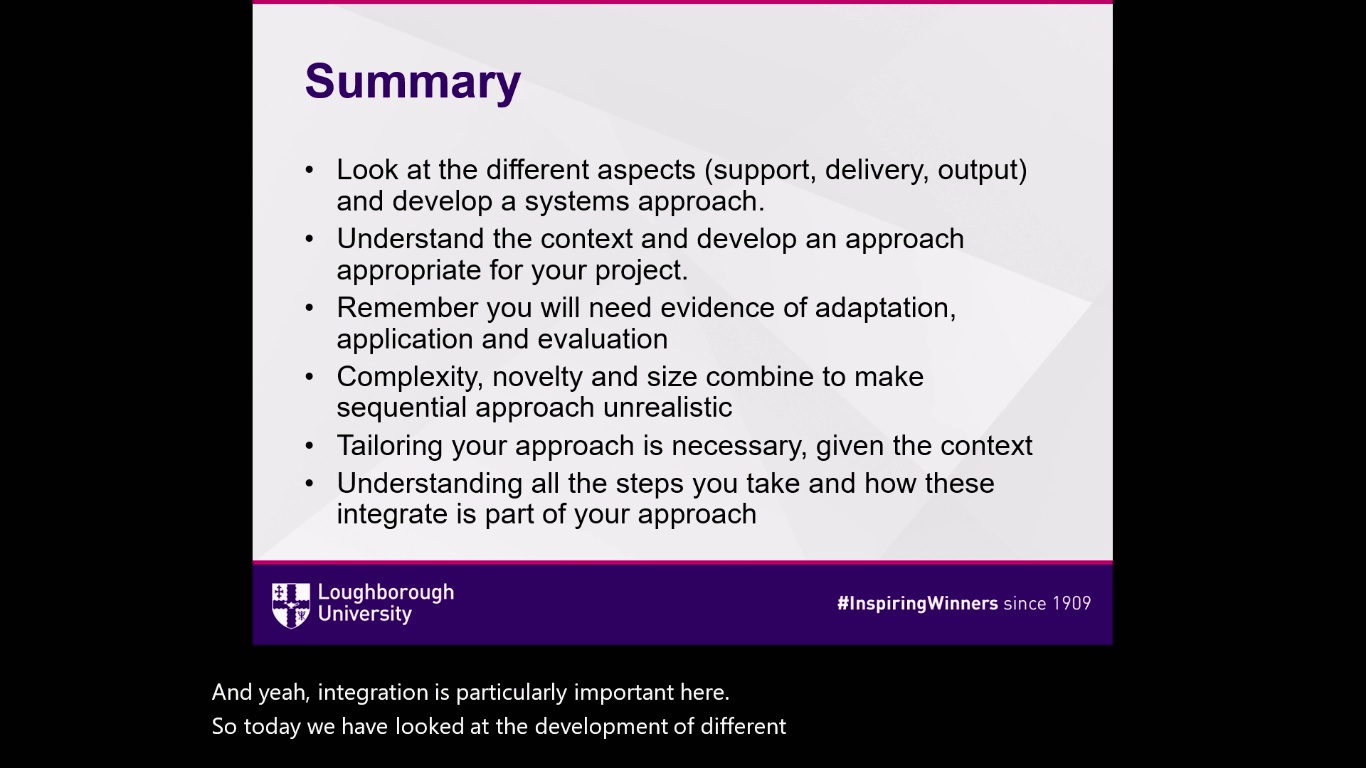 Summary
• Look at the different aspects (support, delivery, output)
and develop a systems approach.
• Understand the context and develop an approach
appropriate for your project.
• Remember you will need evidence of adaptation,
application and evaluation
• Complexity, novelty and size combine to make
sequential approach unrealistic
• Tailoring your approach is necessary, given the context
• Understanding all the steps you take and how these
integrate is part of your approach
Loughborough
University
#InspiringWinners since 1909
And yeah, integration is particularly important here.
So today we have looked at the development of different